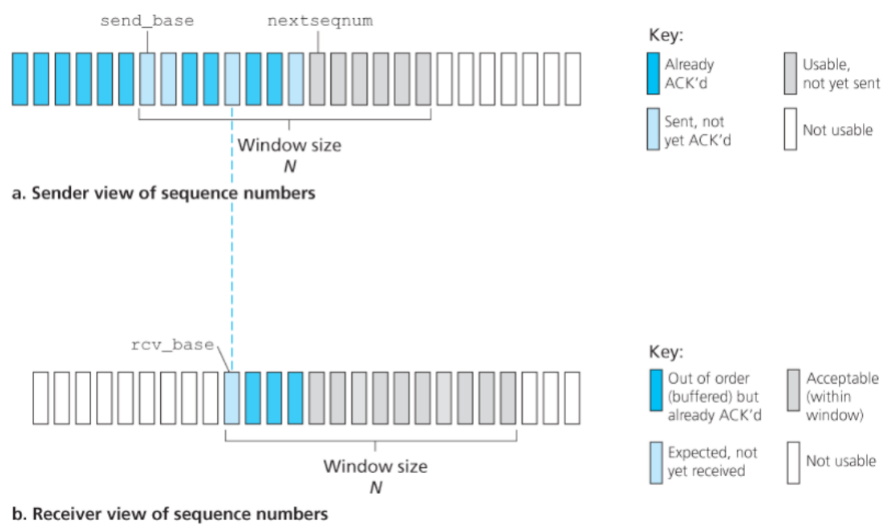 send_base nextseqnum
Key:
Already
ACK'd
Usable,
not yet sent
Sent, not
yet ACK'd
Not usable
Window size
N
a. Sender view of sequence numbers
rcv_base
Key:
Out of order
(buffered) but
already ACK'd
Acceptable
(within
window)
Expected, not
yet received
Not usable
Window size
N
b. Receiver view of sequence numbers